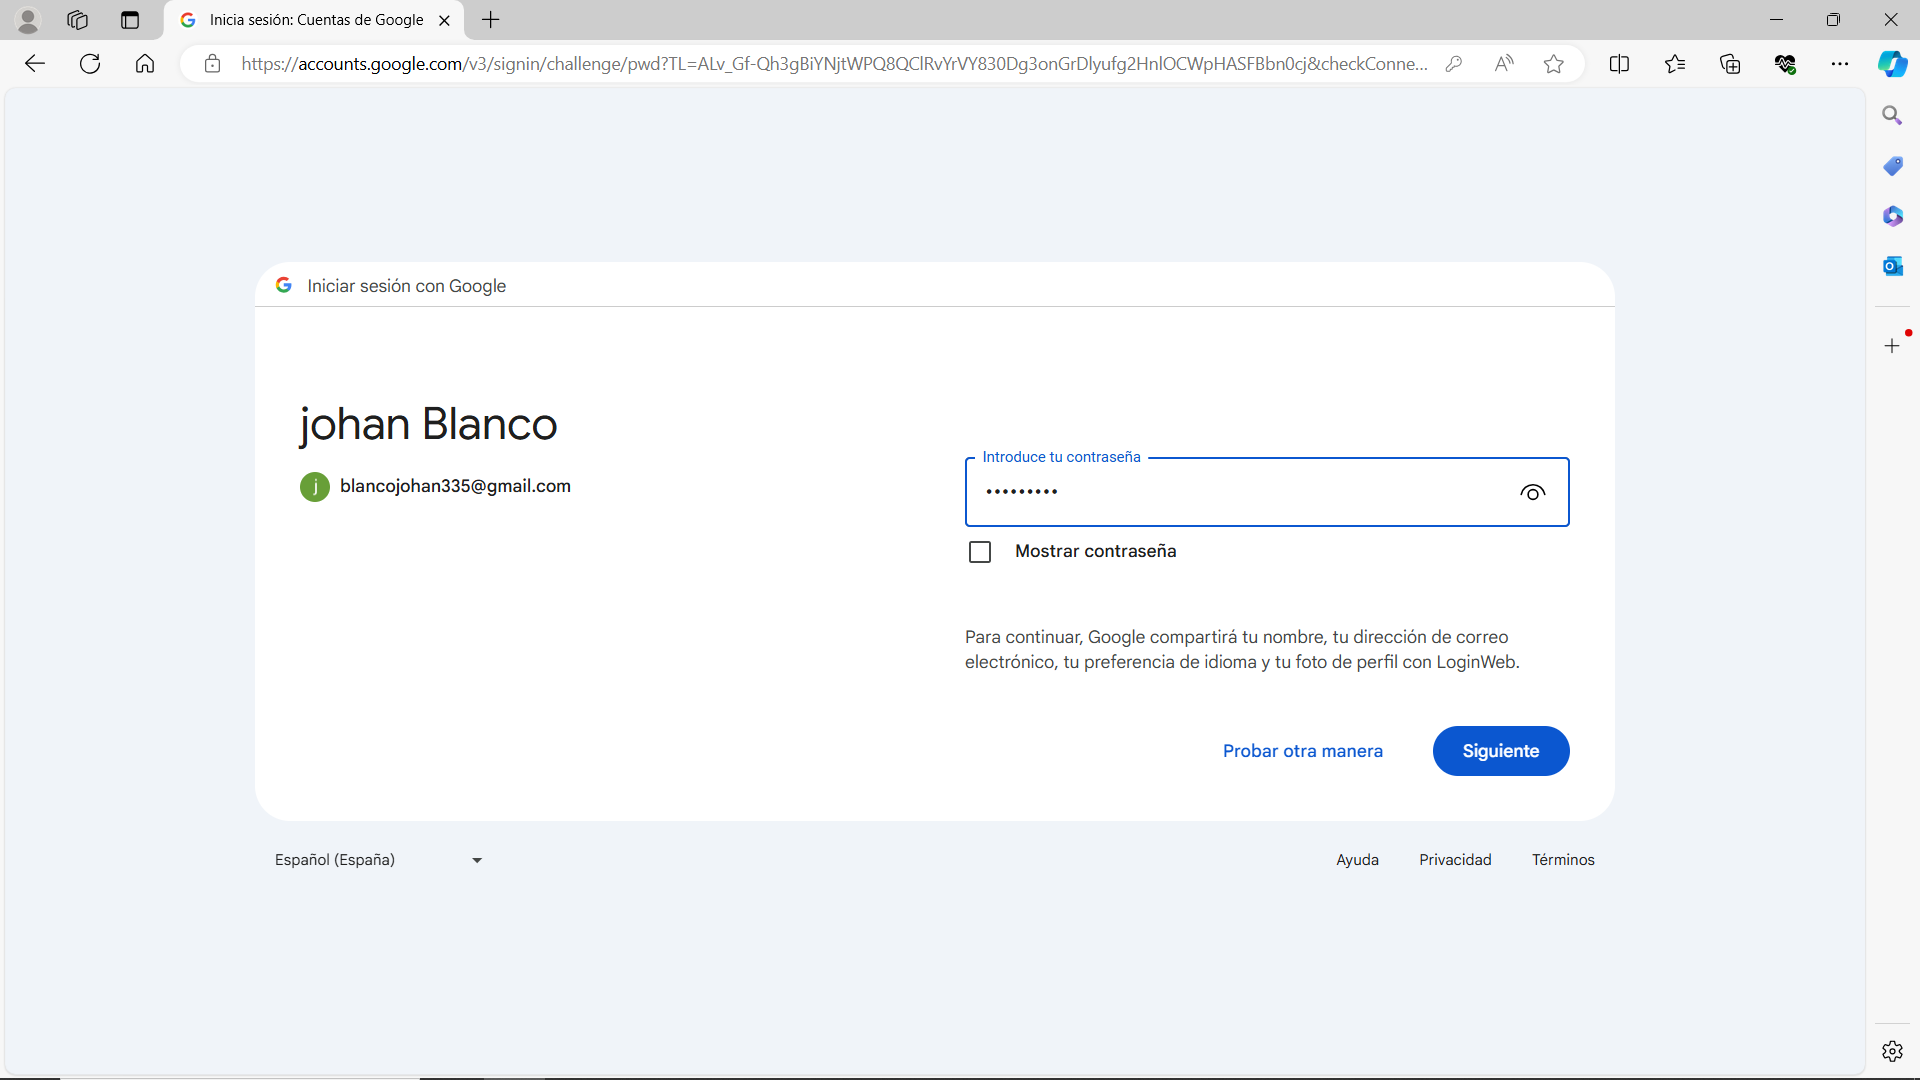 Inicia sesión: Cuentas de Google
https://accounts.google.com/v3/signin/challenge/pwd?TL=ALv_Gf-Qh3gBiYNjtWPQ8QClRvYrVY830Dg3onGrDlyufg2HnlOCWpHASFBbn0cj&checkConne...
Iniciar sesión con Google
johan Blanco
j
blancojohan335@gmail.com
Introduce tu contraseña
•••••••••
Mostrar contraseña
Para continuar, Google compartirá tu nombre, tu dirección de correo
electrónico, tu preferencia de idioma y tu foto de perfil con LoginWeb.
Probar otra manera
Siguiente
Español (España)
Ayuda
Privacidad
Términos